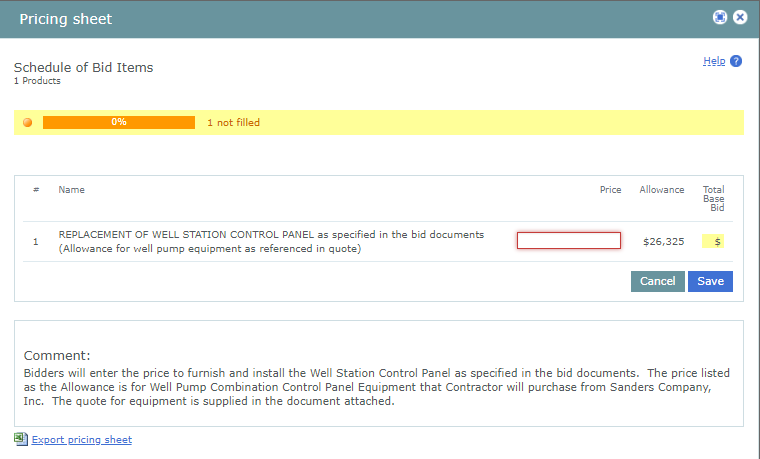 Pricing sheet
Help ?
Schedule of Bid Items
1 Products
0% 1 not filled
# Name Price Allowance Total
Base
Bid
1 REPLACEMENT OF WELL STATION CONTROL PANEL as specified in the bid documents
(Allowance for well pump equipment as referenced in quote) $26,325 $
Cancel Save
Comment:
Bidders will enter the price to furnish and install the Well Station Control Panel as specified in the bid documents.  The price listed
as the Allowance is for Well Pump Combination Control Panel Equipment that Contractor will purchase from Sanders Company,
Inc.  The quote for equipment is supplied in the document attached.
Export pricing sheet